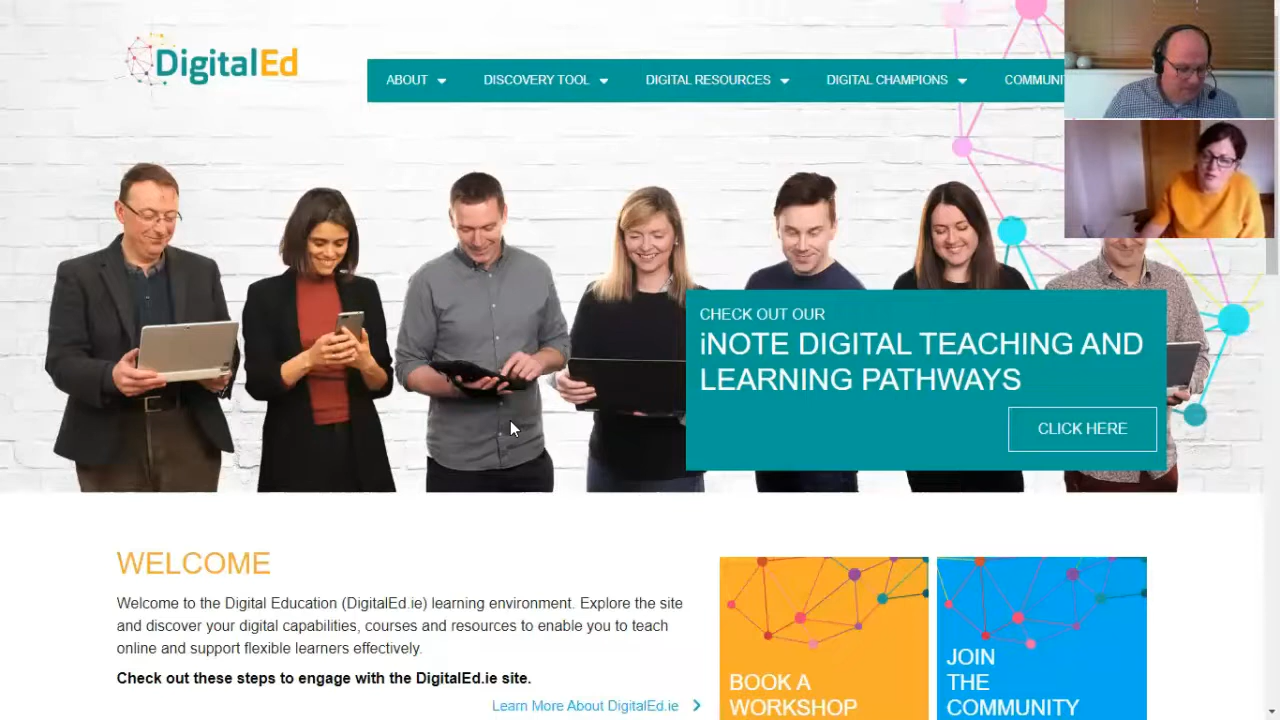 DigitalEd
ABOUT
DISCOVERY TOOL
DIGITAL RESOURCES
DIGITAL CHAMPIONS
CHECK OUT OUR
iNOTE DIGITAL TEACHING AND
LEARNING PATHWAYS
CLICK HERE
WELCOME
Welcome to the Digital Education (DigitalEd.ie) learning environment. Explore the site
and discover your digital capabilities, courses and resources to enable you to teach
online and support flexible learners effectively.
Check out these steps to engage with the DigitalEd.ie site.
Learn More About DigitalEd.ie
BOOK A
WORKSHOP
JOIN
THE
COMMUNITY